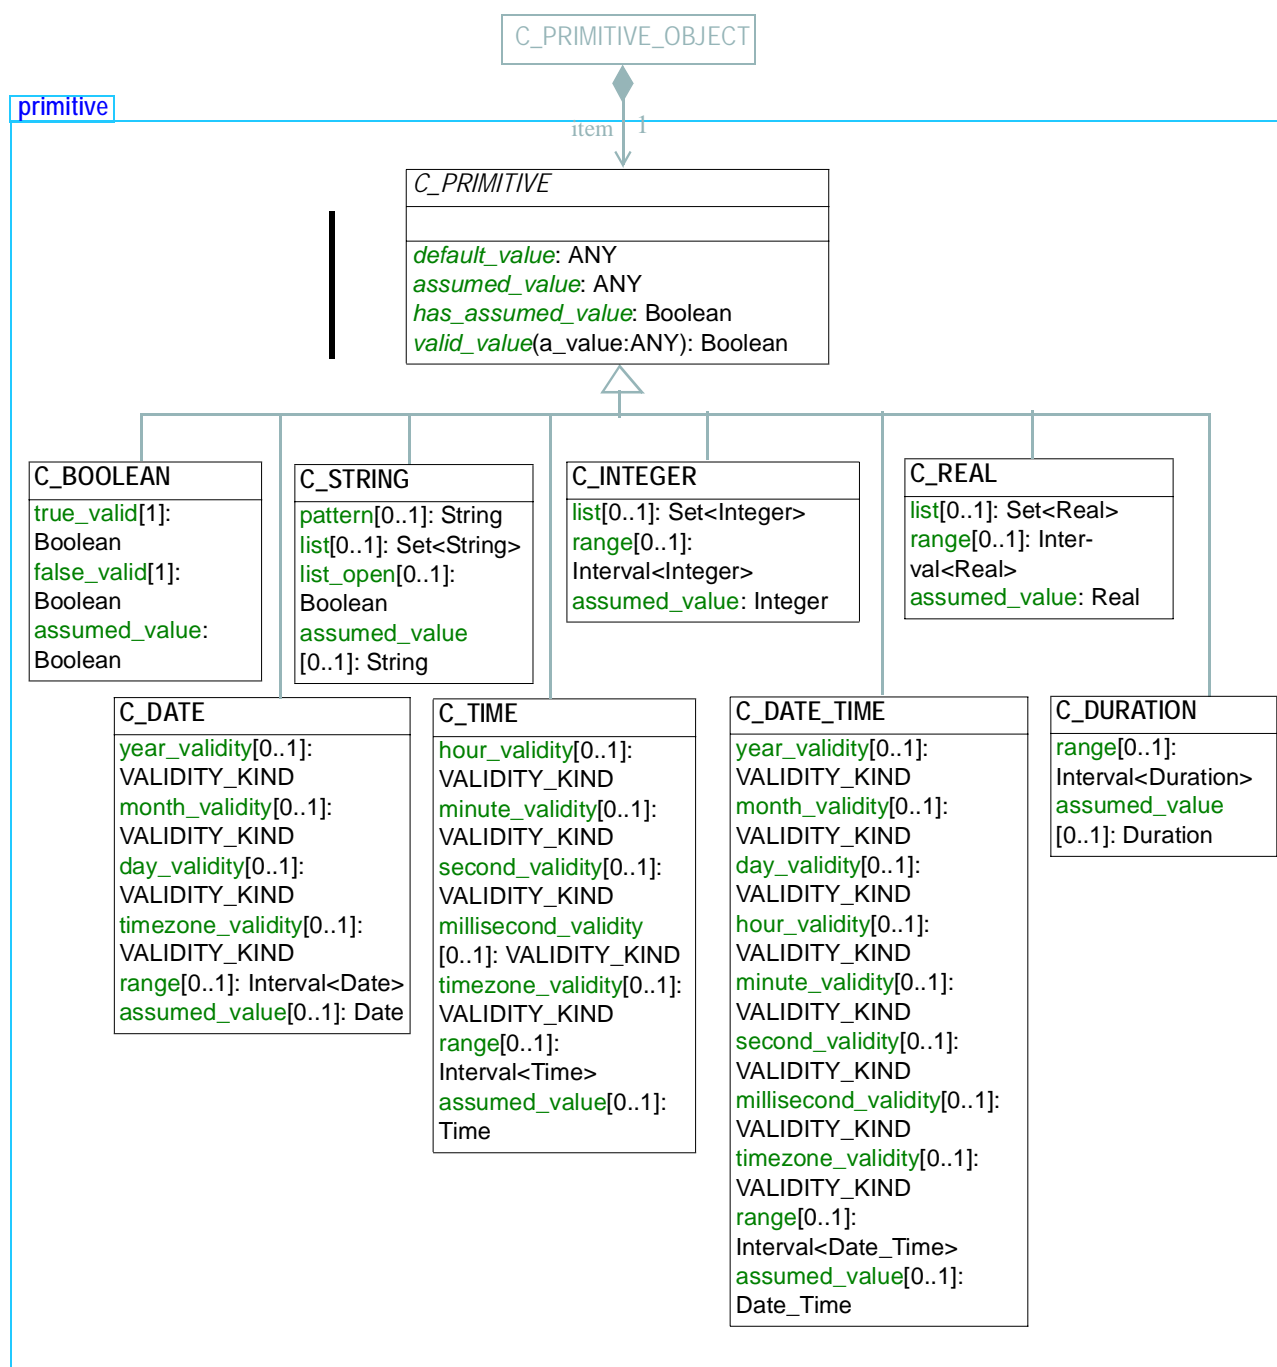 C_PRIMITIVE_OBJECT
primitive
item 1
C_PRIMITIVE
default_value: ANY
assumed_value: ANY
has_assumed_value: Boolean
valid_value(a_value:ANY): Boolean
C_BOOLEAN
true_valid[1]:
Boolean
false_valid[1]:
Boolean
assumed_value:
Boolean
C_STRING
pattern[0..1]: String
list[0..1]: Set<String>
list_open[0..1]:
Boolean
assumed_value
[0..1]: String
C_INTEGER
list[0..1]: Set<Integer>
range[0..1]:
Interval<Integer>
assumed_value: Integer
C_REAL
list[0..1]: Set<Real>
range[0..1]: Inter-
val<Real>
assumed_value: Real
C_DATE
year_validity[0..1]:
VALIDITY_KIND
month_validity[0..1]:
VALIDITY_KIND
day_validity[0..1]:
VALIDITY_KIND
timezone_validity[0..1]:
VALIDITY_KIND
range[0..1]: Interval<Date>
assumed_value[0..1]: Date
C_TIME
hour_validity[0..1]:
VALIDITY_KIND
minute_validity[0..1]:
VALIDITY_KIND
second_validity[0..1]:
VALIDITY_KIND
millisecond_validity
[0..1]: VALIDITY_KIND
timezone_validity[0..1]:
VALIDITY_KIND
range[0..1]:
Interval<Time>
assumed_value[0..1]:
Time
C_DATE_TIME
year_validity[0..1]:
VALIDITY_KIND
month_validity[0..1]:
VALIDITY_KIND
day_validity[0..1]:
VALIDITY_KIND
hour_validity[0..1]:
VALIDITY_KIND
minute_validity[0..1]:
VALIDITY_KIND
second_validity[0..1]:
VALIDITY_KIND
millisecond_validity[0..1]:
VALIDITY_KIND
timezone_validity[0..1]:
VALIDITY_KIND
range[0..1]:
Interval<Date_Time>
assumed_value[0..1]:
Date_Time
C_DURATION
range[0..1]:
Interval<Duration>
assumed_value
[0..1]: Duration